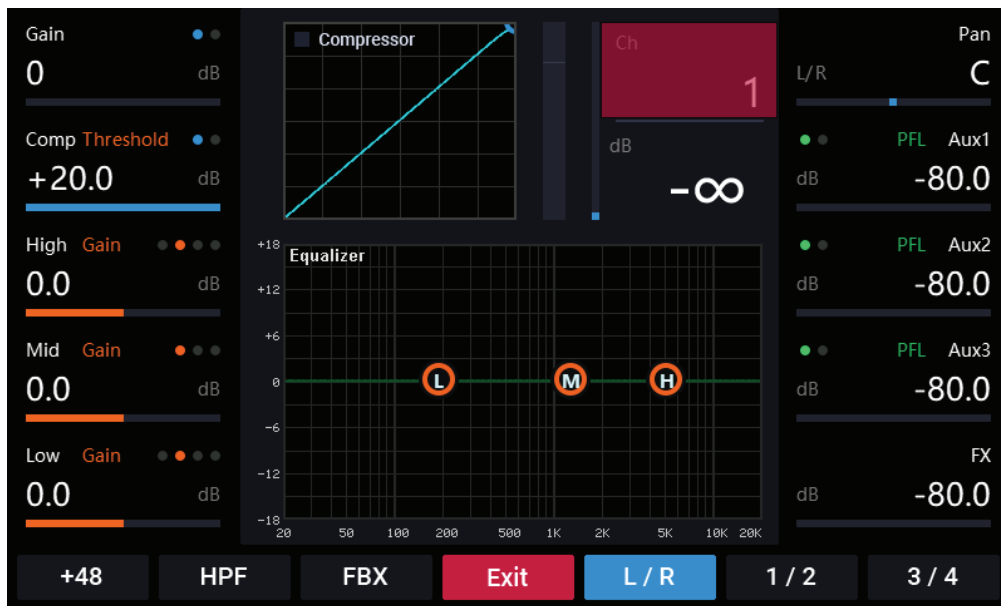 Gain
0 dB
Comp Threshold
+20.0 dB
High Gain
0.0 dB
Mid Gain
0.0 dB
Low Gain
0.0 dB
Compressor
Ch
1
dB
-∞
Equalizer
+18
+12
+6
0
-6
-12
-18
20 50 100 200 500 1K 2K 5K 10K 20K
L M H
Pan
L/R C
PFL Aux1
dB -80.0
PFL Aux2
dB -80.0
PFL Aux3
dB -80.0
FX
dB -80.0
+48 HPF FBX Exit L / R 1 / 2 3 / 4